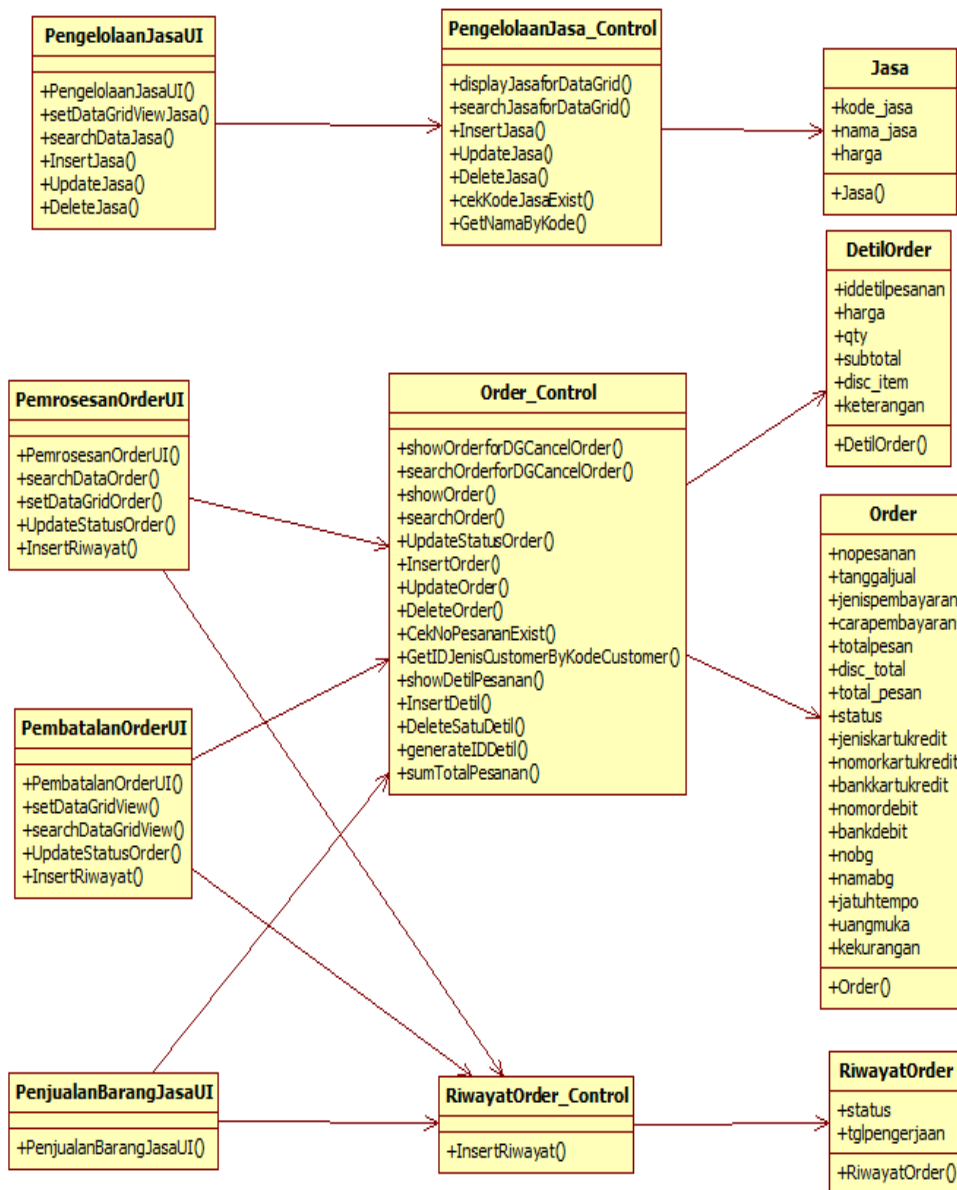 PengelolaanJasaUI
+PengelolaanJasaUI()
+setDataGridViewJasa()
+searchDataJasa()
+InsertJasa()
+UpdateJasa()
+DeleteJasa()
PengelolaanJasa_Control
+displayJasaforDataGrid()
+searchJasaforDataGrid()
+InsertJasa()
+UpdateJasa()
+DeleteJasa()
+cekKodeJasaExist()
+GetNamaByKode()
Jasa
+kode_jasa
+nama_jasa
+harga
+Jasa()
DetilOrder
+iddetilpesanan
+harga
+qty
+subtotal
+disc_item
+keterangan
+DetilOrder()
PemrosesanOrderUI
+PemrosesanOrderUI()
+searchDataOrder()
+setDataGridOrder()
+UpdateStatusOrder()
+InsertRiwayat()
Order_Control
+showOrderforDGCancelOrder()
+searchOrderforDGCancelOrder()
+showOrder()
+searchOrder()
+UpdateStatusOrder()
+InsertOrder()
+UpdateOrder()
+DeleteOrder()
+CekNoPesananExist()
+GetIDJenisCustomerByKodeCustomer()
+showDetilPesanan()
+InsertDetil()
+DeleteSatuDetil()
+generateIDDetil()
+sumTotalPesanan()
Order
+nopesanan
+tanggaljual
+jenispembayaran
+carapembayaran
+totalpesan
+disc_total
+total_pesan
+status
+jeniskartukredit
+nomorkartukredit
+bankkartukredit
+nomordebit
+bankdebit
+nobg
+namabg
+jatuhtempo
+uangmuka
+kekurangan
+Order()
PembatalanOrderUI
+PembatalanOrderUI()
+setDataGridView()
+searchDataGridView()
+UpdateStatusOrder()
+InsertRiwayat()
PenjualanBarangJasaUI
+PenjualanBarangJasaUI()
RiwayatOrder_Control
+InsertRiwayat()
RiwayatOrder
+status
+tglpengerjaan
+RiwayatOrder()